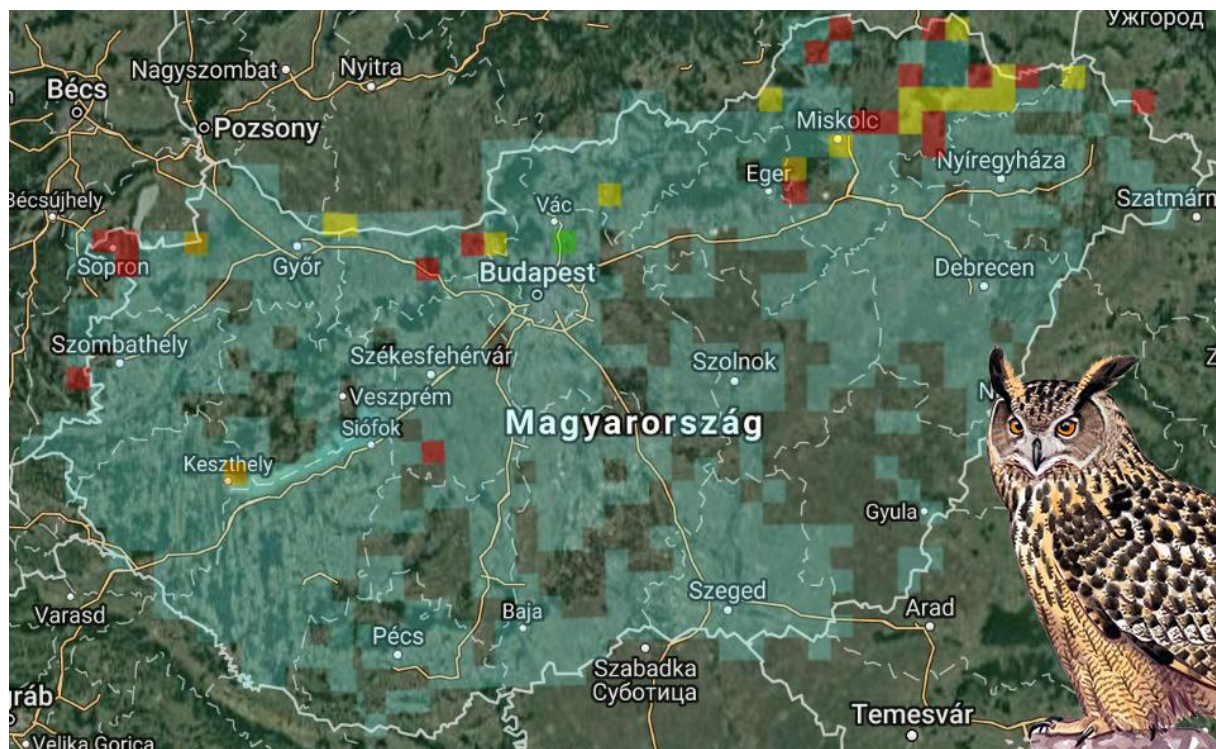 Ужгород
Nagyszombat
Nyitra
Bécs
Pozsony
Miskolc
Nyíregyháza
Eger
Bécsújhely
Vác
Sopron
Győr
Budapest
Debrecen
Szombathely
Székesfehérvár
Szolnok
Veszprém
Magyarország
Siófok
Keszthely
Gyula
Szeged
Varasd
Baja
Arad
Pécs
Szabadka
Суботица
Temesvár
Velika Gorica